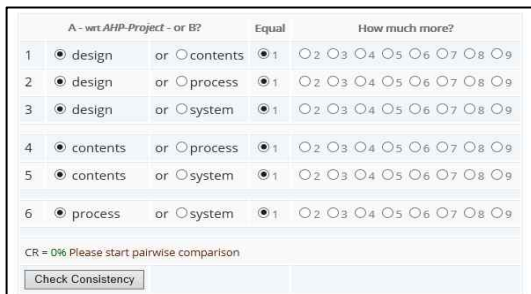 A - wrt AHP-Project - or B? Equal How much more?
1 design or contents 1 2 3 4 5 6 7 8 9
2 design or process 1 2 3 4 5 6 7 8 9
3 design or system 1 2 3 4 5 6 7 8 9
4 contents or process 1 2 3 4 5 6 7 8 9
5 contents or system 1 2 3 4 5 6 7 8 9
6 process or system 1 2 3 4 5 6 7 8 9
CR = 0% Please start pairwise comparison
Check Consistency